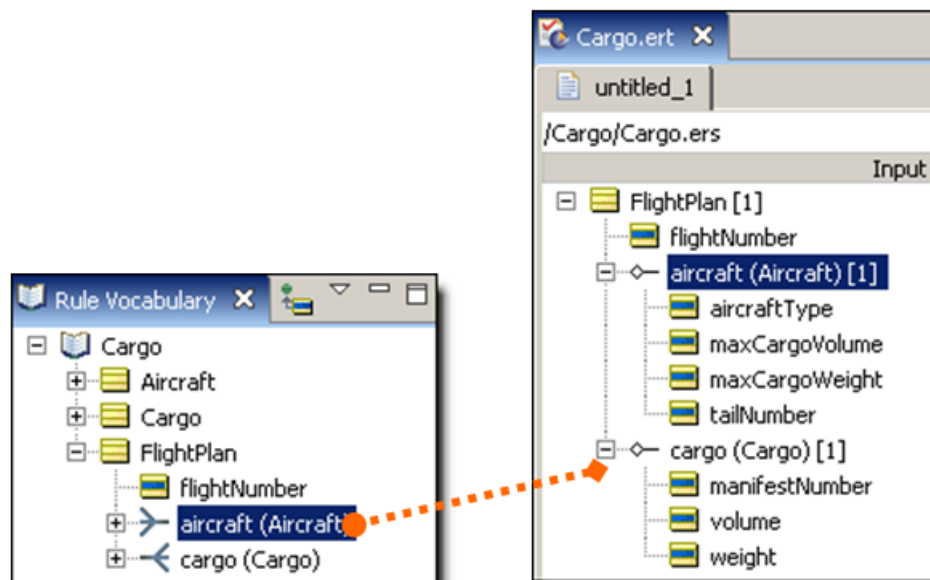 Rule Vocabulary
Cargo
Aircraft
Cargo
FlightPlan
flightNumber
aircraft (Aircraft)
cargo (Cargo)
Cargo.ert
untitled_1
/Cargo/Cargo.ers
Input
FlightPlan [1]
flightNumber
aircraft (Aircraft) [1]
aircraftType
maxCargoVolume
maxCargoWeight
tailNumber
cargo (Cargo) [1]
manifestNumber
volume
weight